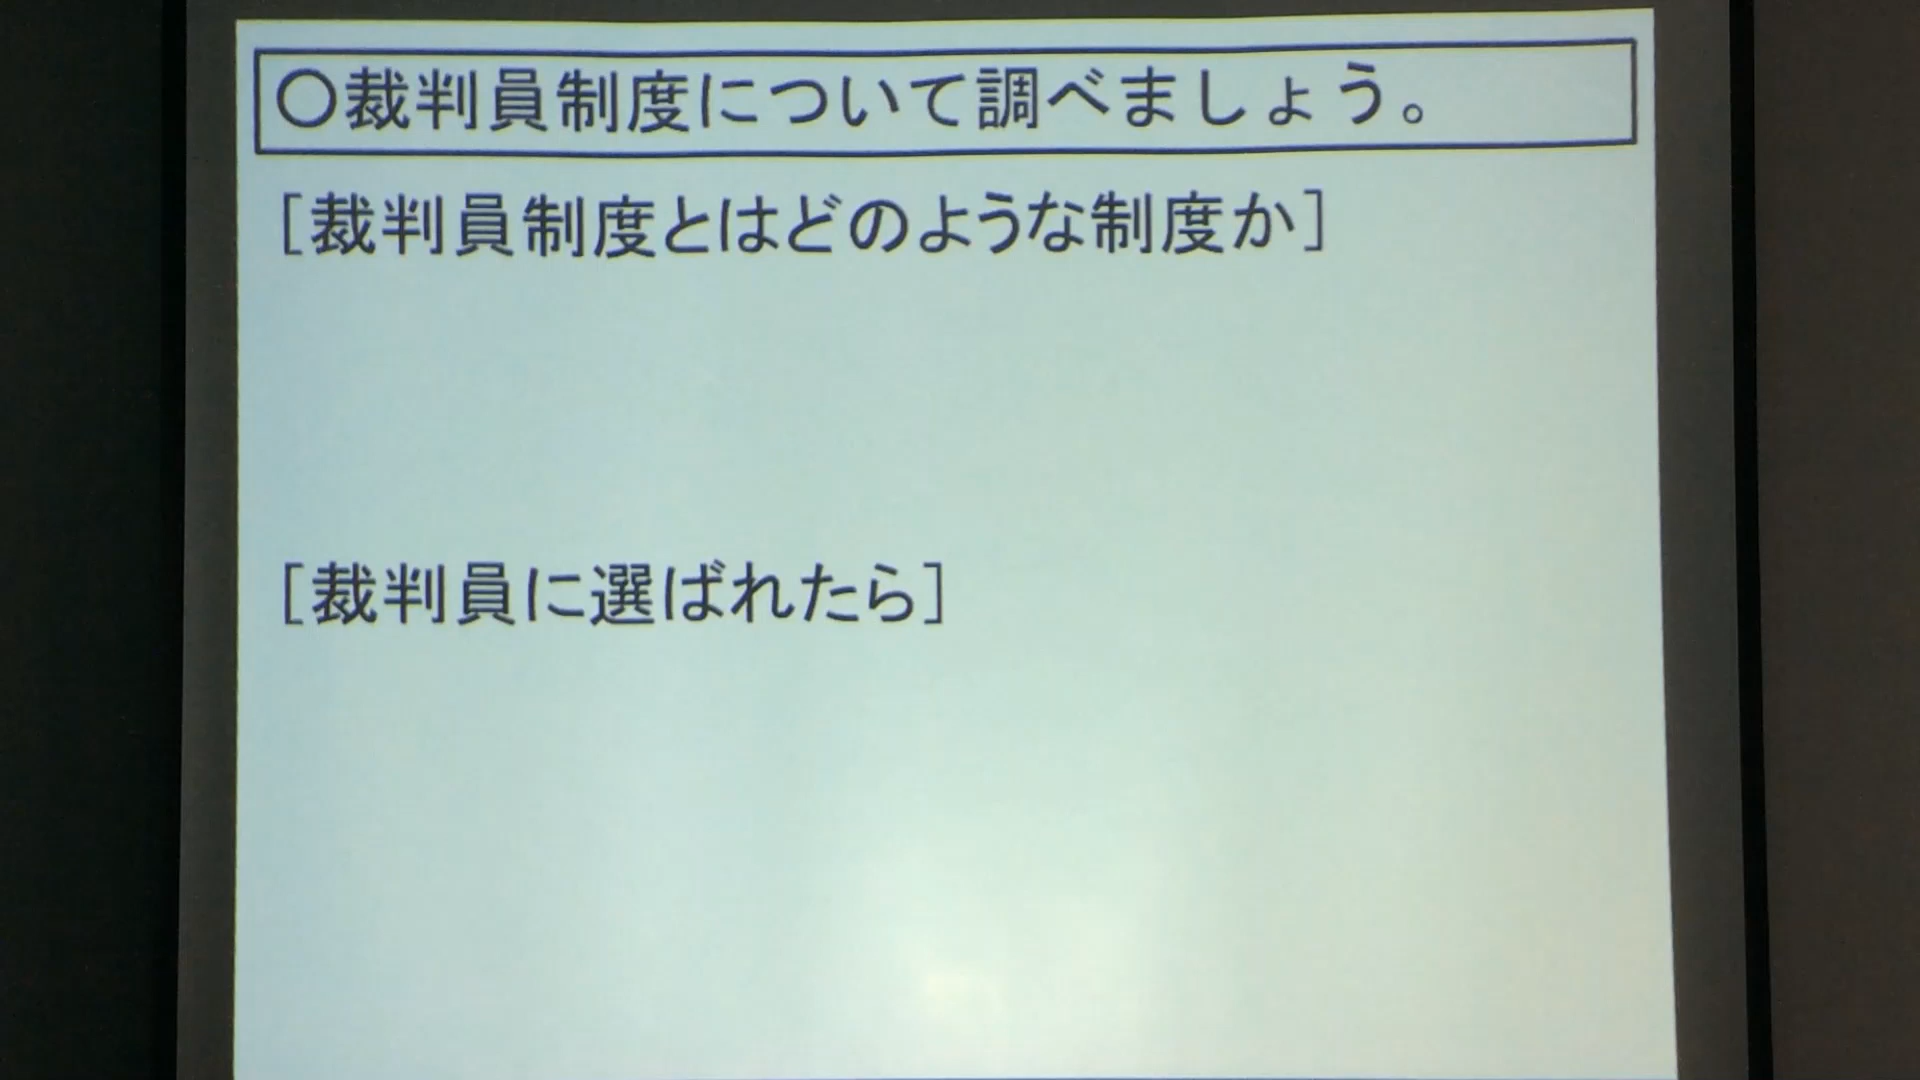 ○裁判員制度について調べましょう。
[裁判員制度とはどのような制度か]
[裁判員に選ばれたら]